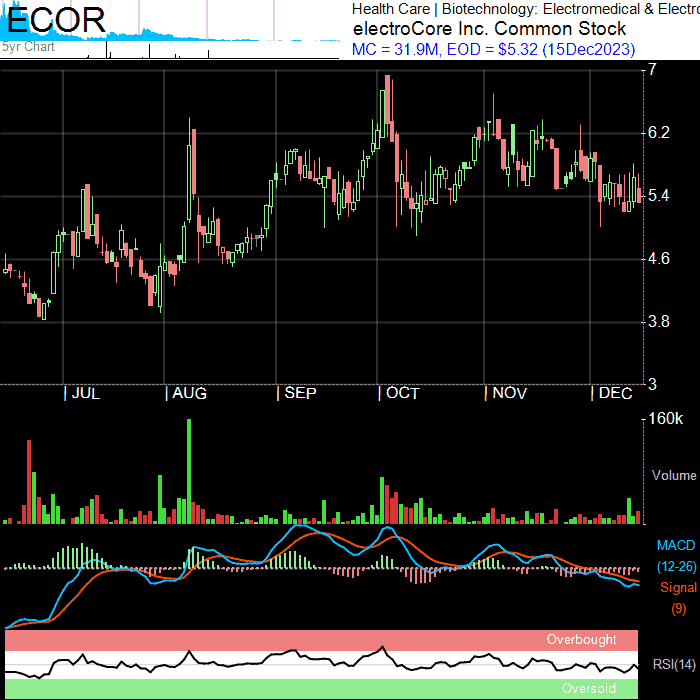 ECOR
5yr Chart
Health Care | Biotechnology: Electromedical & Electro
electroCore Inc. Common Stock
MC = 31.9M, EOD = $5.32 (15Dec2023)
7
6.2
5.4
4.6
3.8
3
| JUL | AUG | SEP | OCT | NOV | DEC
160k
Volume
MACD
(12-26)
Signal
(9)
Overbought
RSI(14)
Oversold